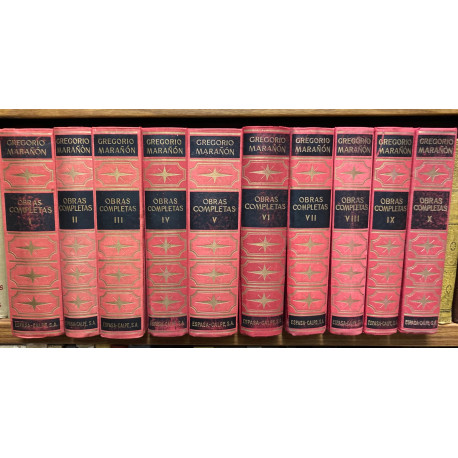 GREGORIO
MARAÑÓN
OBRAS
COMPLETAS
ESPASA-CALPE, S.A.
GREGORIO
MARAÑÓN
OBRAS
COMPLETAS
II
ESPASA-CALPE, S.A.
GREGORIO
MARAÑÓN
OBRAS
COMPLETAS
III
ESPASA-CALPE, S.A.
GREGORIO
MARAÑÓN
OBRAS
COMPLETAS
IV
ESPASA-CALPE, S.A.
GREGORIO
MARAÑÓN
OBRAS
COMPLETAS
V
ESPASA-CALPE, S.A.
GREGORIO
MARAÑÓN
OBRAS
COMPLETAS
VI
ESPASA-CALPE, S.A.
GREGORIO
MARAÑÓN
OBRAS
COMPLETAS
VII
ESPASA-CALPE, S.A.
GREGORIO
MARAÑÓN
OBRAS
COMPLETAS
VIII
ESPASA-CALPE, S.A.
GREGORIO
MARAÑÓN
OBRAS
COMPLETAS
IX
ESPASA-CALPE, S.A.
GREGORIO
MARAÑÓN
OBRAS
COMPLETAS
X
ESPASA-CALPE, S.A.